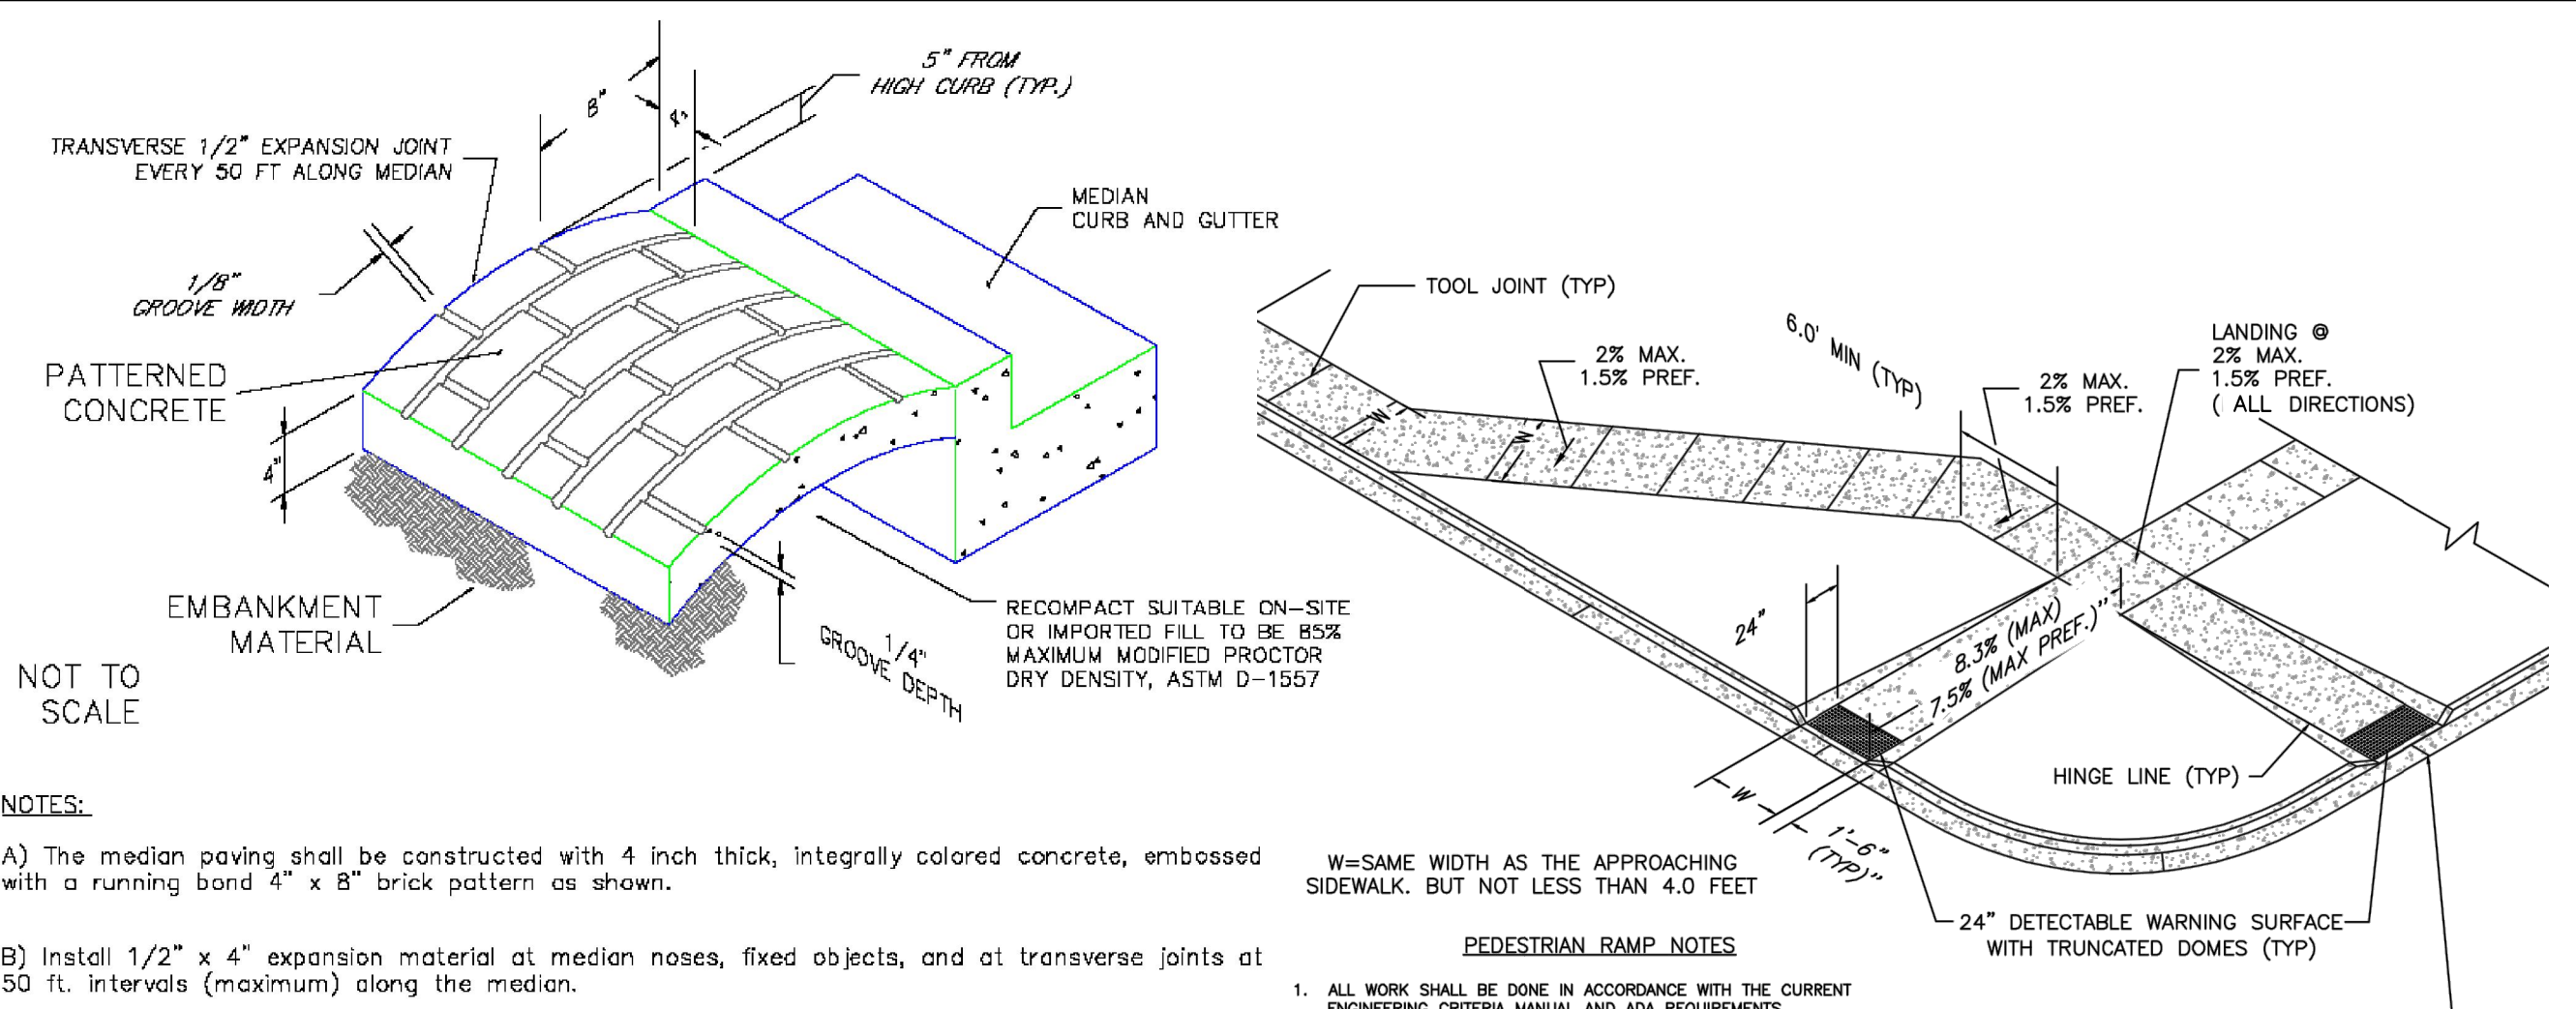 5" FROM
HIGH CURB (TYP.)
8"
4"
TRANSVERSE 1/2" EXPANSION JOINT
EVERY 50 FT ALONG MEDIAN
MEDIAN
CURB AND GUTTER
1/8"
GROOVE WIDTH
PATTERNED
CONCRETE
4"
EMBANKMENT
MATERIAL
NOT TO
SCALE
1/4"
GROOVE DEPTH
RECOMPACT SUITABLE ON-SITE
OR IMPORTED FILL TO BE 85%
MAXIMUM MODIFIED PROCTOR
DRY DENSITY, ASTM D-1557
NOTES:
A) The median paving shall be constructed with 4 inch thick, integrally colored concrete, embossed
with a running bond 4" x 8" brick pattern as shown.
B) Install 1/2" x 4" expansion material at median noses, fixed objects, and at transverse joints at
50 ft. intervals (maximum) along the median.
TOOL JOINT (TYP)
2% MAX.
1.5% PREF.
6.0' MIN (TYP)
2% MAX.
1.5% PREF.
LANDING @
2% MAX.
1.5% PREF.
( ALL DIRECTIONS)
W
W
24"
8.3% (MAX)
7.5% (MAX PREF.)"
HINGE LINE (TYP)
W
1'-6"
(TYP)"
W=SAME WIDTH AS THE APPROACHING
SIDEWALK. BUT NOT LESS THAN 4.0 FEET
24" DETECTABLE WARNING SURFACE
WITH TRUNCATED DOMES (TYP)
PEDESTRIAN RAMP NOTES
1. ALL WORK SHALL BE DONE IN ACCORDANCE WITH THE CURRENT
ENGINEERING CRITERIA MANUAL AND ADA REQUIREMENTS